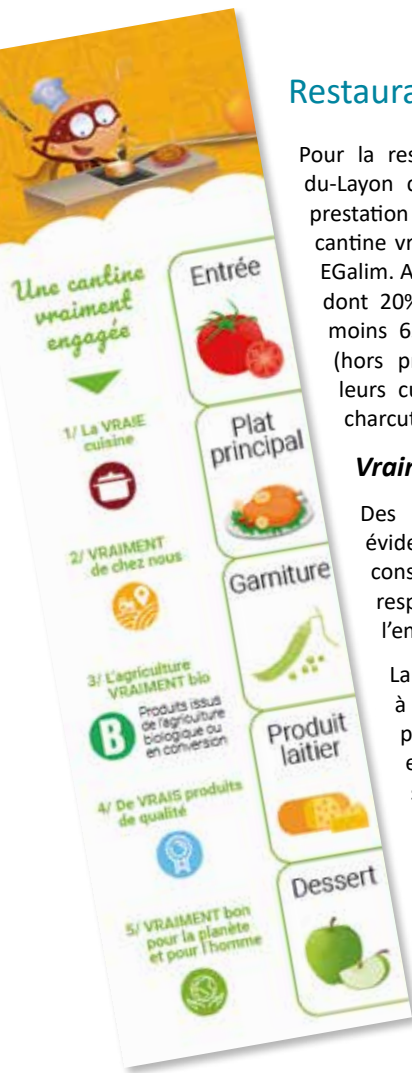 Une cantine
vraiment
engagée
1/ La VRAIE
cuisine
2/ VRAIMENT
de chez nous
3/ L'agriculture
VRAIMENT bio
B
Produits issus
de l'agriculture
biologique ou
en conversion
4/ De VRAIS produits
de qualité
5/ VRAIMENT bon
pour la planète
et pour l'homme
Entrée
Plat
principal
Garniture
Produit
laitier
Dessert
Restaura
Pour la res
du-Layon
prestation
cantine vr
EGalim. A
dont 20%
moins 6
(hors p
leurs cu
charcut
Vrair
Des
évide
cons
resp
l'en
La
à
p
e